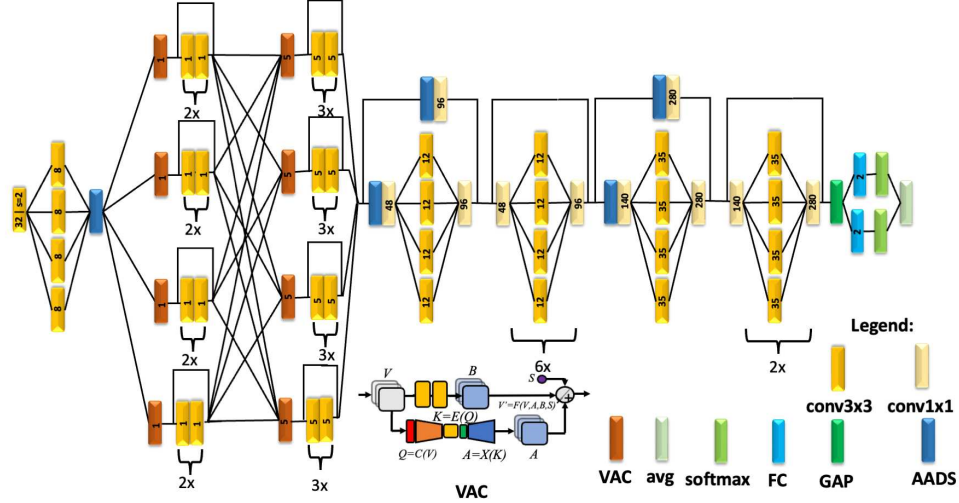 32 | s=2
8
8
8
8
1
1 1
2x
1
1 1
2x
1
1 1
2x
1
1 1
2x
5
5 5
3x
5
5 5
3x
5
5 5
3x
5
5 5
3x
96
48
12
12
12
12
96
48
12
12
12
12
96
6x
280
140
35
35
35
35
280
140
35
35
35
35
280
2x
2
2
V
B
S
K=E(Q)
V'=F(V,A,B,S)
Q=C(V)
A=X(K)
A
VAC
Legend:
conv3x3
conv1x1
VAC
avg
softmax
FC
GAP
AADS